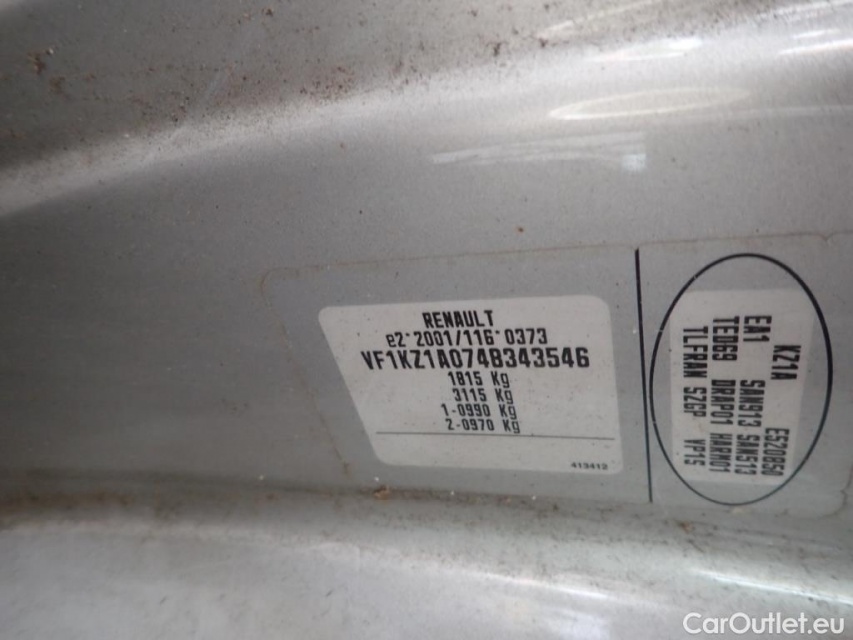 RENAULT
e2*2001/116*0373
VF1KZ1A0748343546
1815 Kg
3115 Kg
1-0990 Kg
2-0970 Kg
413412
KZ1A E520850
EA1 SAN913 SAN513
TED69 DRAP01 HARM01
TLFRAN 52GP VP15
CarOutlet.eu